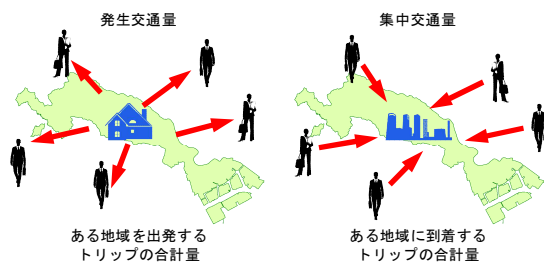 発生交通量
集中交通量
ある地域を出発する
トリップの合計量
ある地域に到着する
トリップの合計量